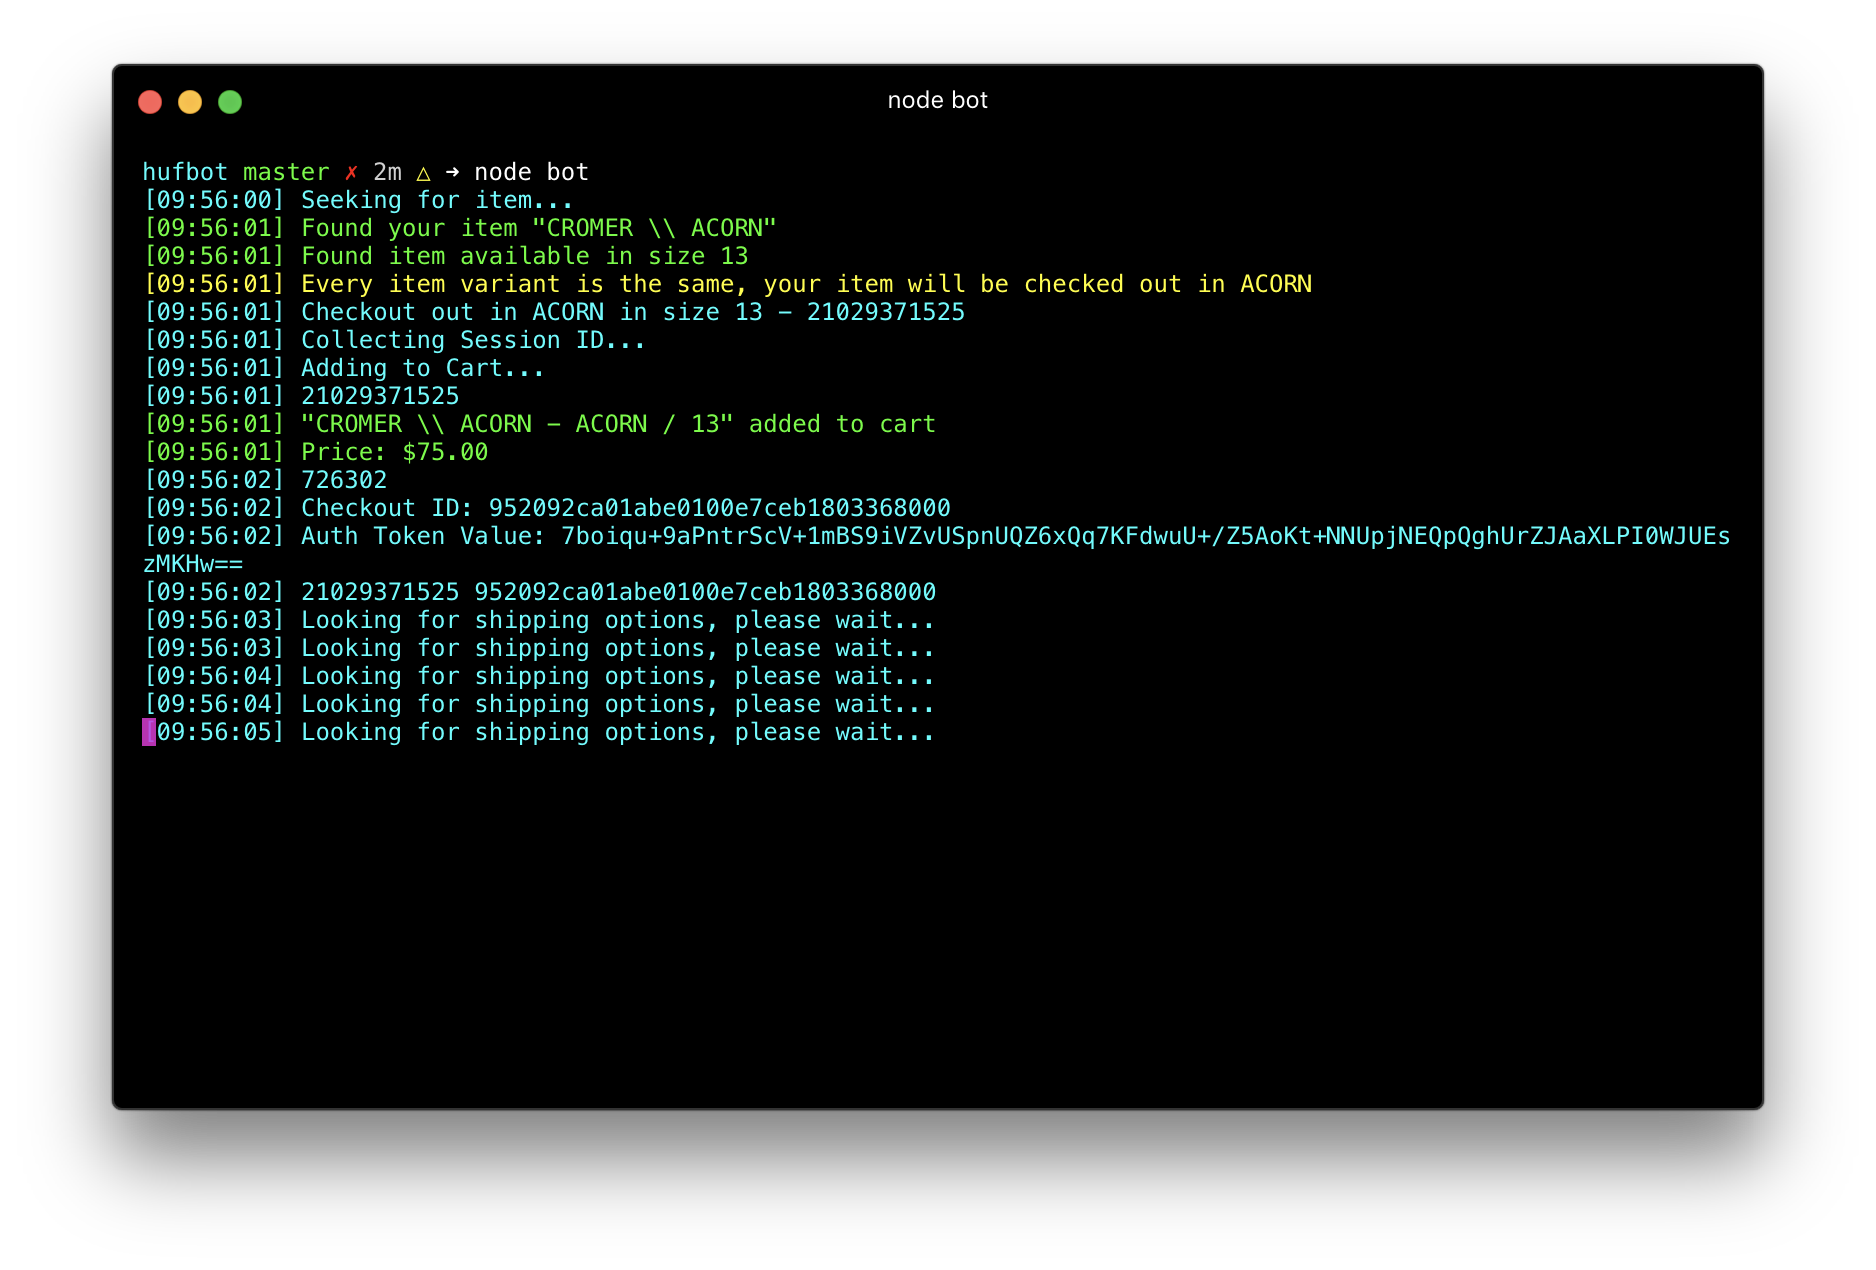 node bot
hufbot master ✗ 2m △ ➜ node bot
[09:56:00] Seeking for item...
[09:56:01] Found your item "CROMER \\ ACORN"
[09:56:01] Found item available in size 13
[09:56:01] Every item variant is the same, your item will be checked out in ACORN
[09:56:01] Checkout out in ACORN in size 13 – 21029371525
[09:56:01] Collecting Session ID...
[09:56:01] Adding to Cart...
[09:56:01] 21029371525
[09:56:01] "CROMER \\ ACORN – ACORN / 13" added to cart
[09:56:01] Price: $75.00
[09:56:02] 726302
[09:56:02] Checkout ID: 952092ca01abe0100e7ceb1803368000
[09:56:02] Auth Token Value: 7boiqu+9aPntrScV+1mBS9iVZvUSpnUQZ6xQq7KFdwuU+/Z5AoKt+NNUpjNEQpQghUrZJAaXLPI0WJUEs
zMKHw==
[09:56:02] 21029371525 952092ca01abe0100e7ceb1803368000
[09:56:03] Looking for shipping options, please wait...
[09:56:03] Looking for shipping options, please wait...
[09:56:04] Looking for shipping options, please wait...
[09:56:04] Looking for shipping options, please wait...
[09:56:05] Looking for shipping options, please wait...